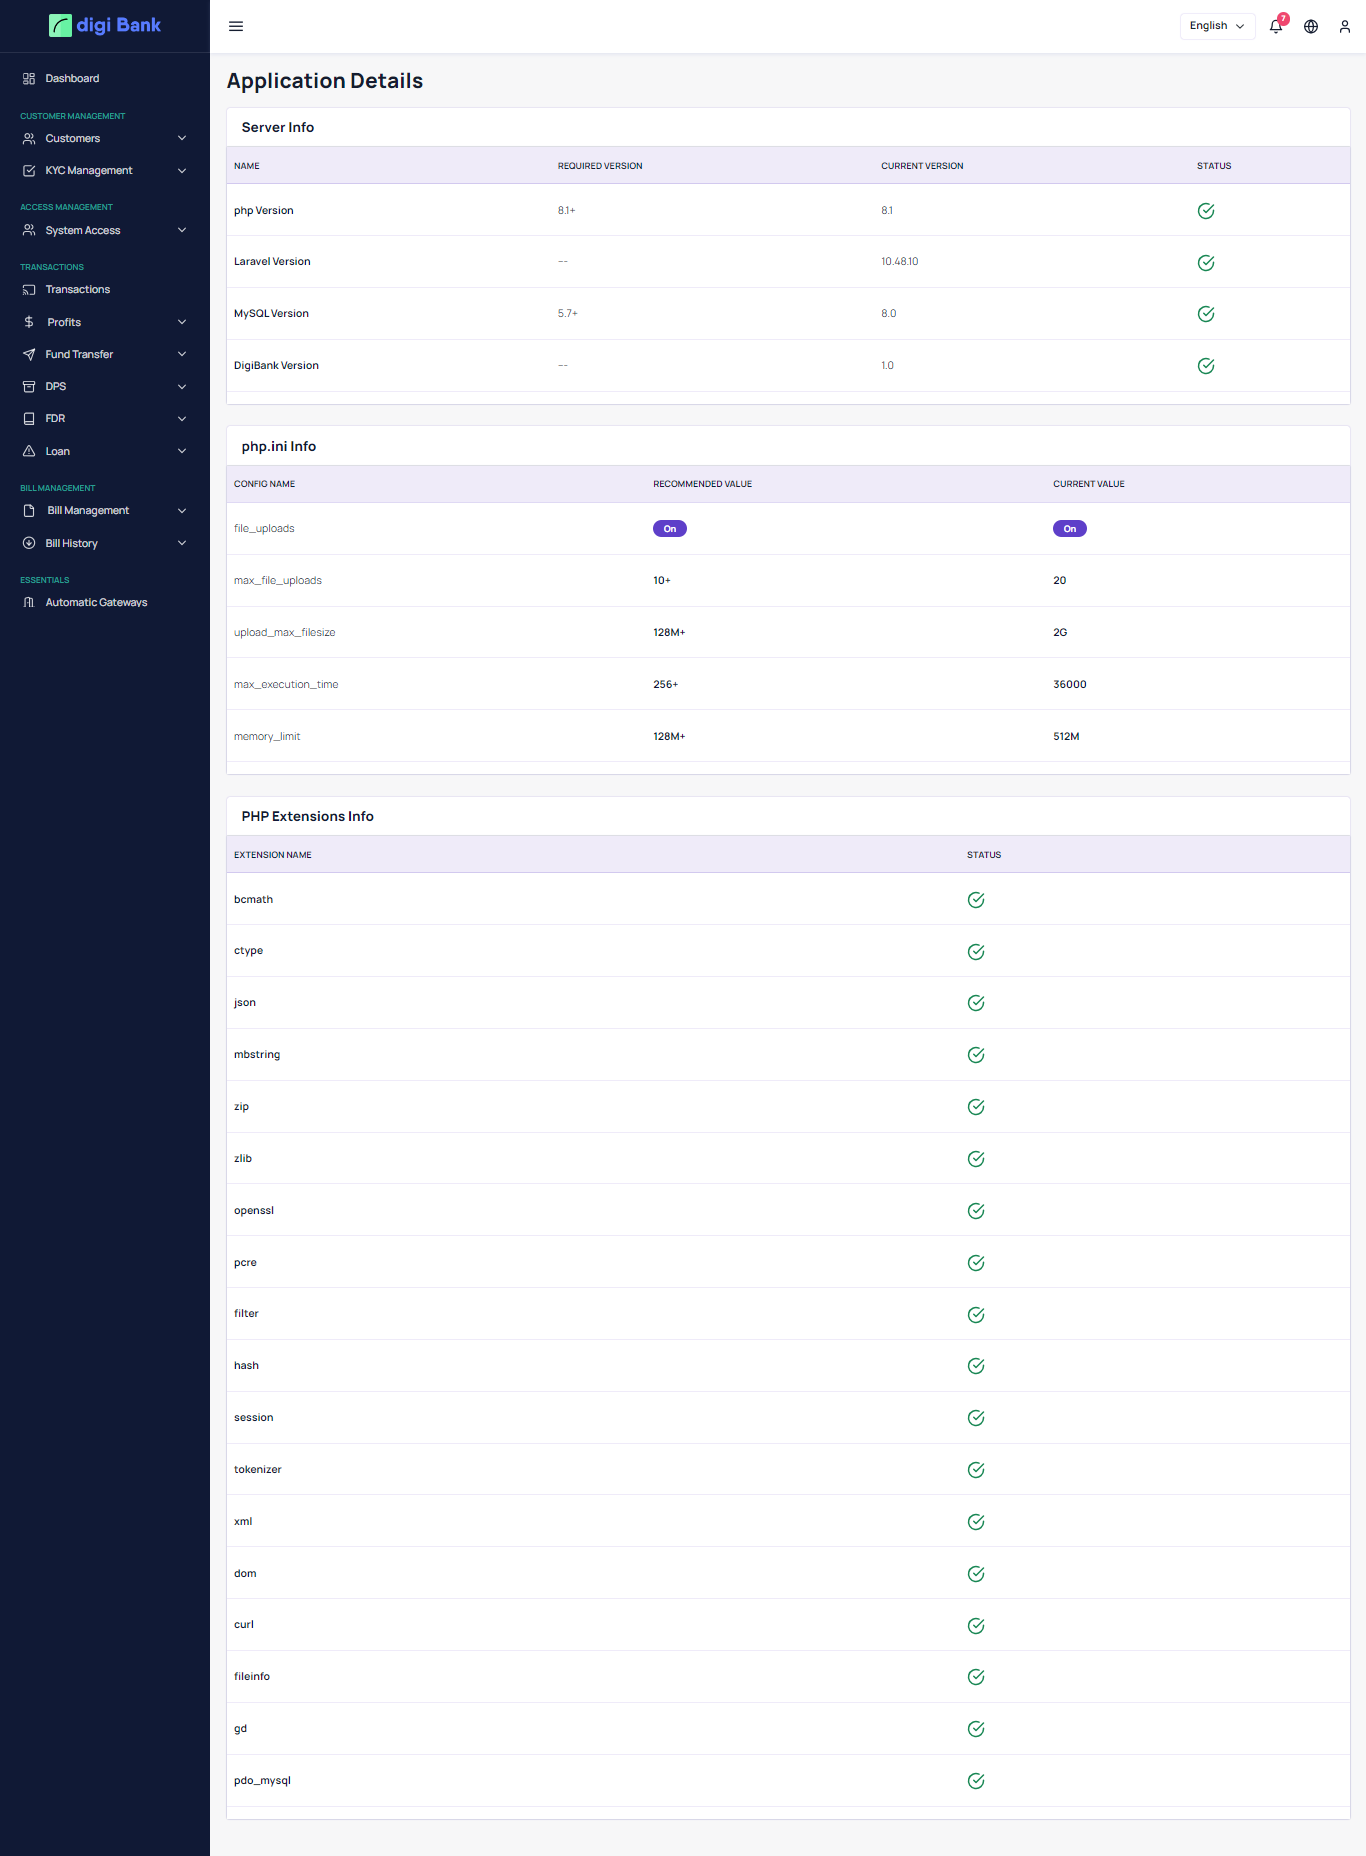 digi Bank
English
7
Dashboard
CUSTOMER MANAGEMENT
Customers
KYC Management
ACCESS MANAGEMENT
System Access
TRANSACTIONS
Transactions
Profits
Fund Transfer
DPS
FDR
Loan
BILL MANAGEMENT
Bill Management
Bill History
ESSENTIALS
Automatic Gateways
Application Details
Server Info
NAME REQUIRED VERSION CURRENT VERSION STATUS
php Version 8.1+ 8.1
Laravel Version --- 10.48.10
MySQL Version 5.7+ 8.0
DigiBank Version --- 1.0
php.ini Info
CONFIG NAME RECOMMENDED VALUE CURRENT VALUE
file_uploads On On
max_file_uploads 10+ 20
upload_max_filesize 128M+ 2G
max_execution_time 256+ 36000
memory_limit 128M+ 512M
PHP Extensions Info
EXTENSION NAME STATUS
bcmath
ctype
json
mbstring
zip
zlib
openssl
pcre
filter
hash
session
tokenizer
xml
dom
curl
fileinfo
gd
pdo_mysql